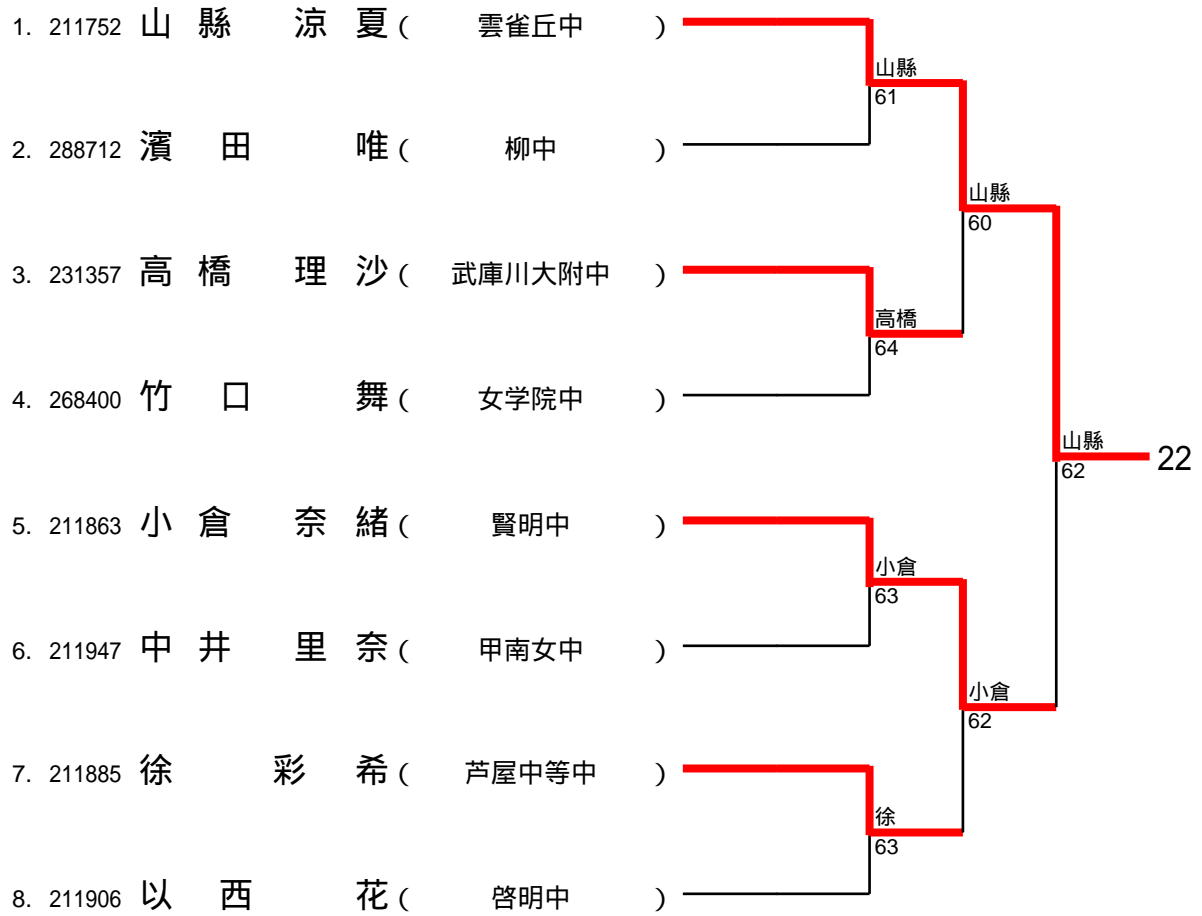 1. 211752 山 縣 涼 夏 ( 雲雀丘中 )
山縣
61
2. 288712 濱 田 唯 ( 柳中 )
山縣
60
3. 231357 高 橋 理 沙 ( 武庫川大附中 )
高橋
64
4. 268400 竹 口 舞 ( 女学院中 )
山縣
62
22
5. 211863 小 倉 奈 緒 ( 賢明中 )
小倉
63
6. 211947 中 井 里 奈 ( 甲南女中 )
小倉
62
7. 211885 徐 彩 希 ( 芦屋中等中 )
徐
63
8. 211906 以 西 花 ( 啓明中 )